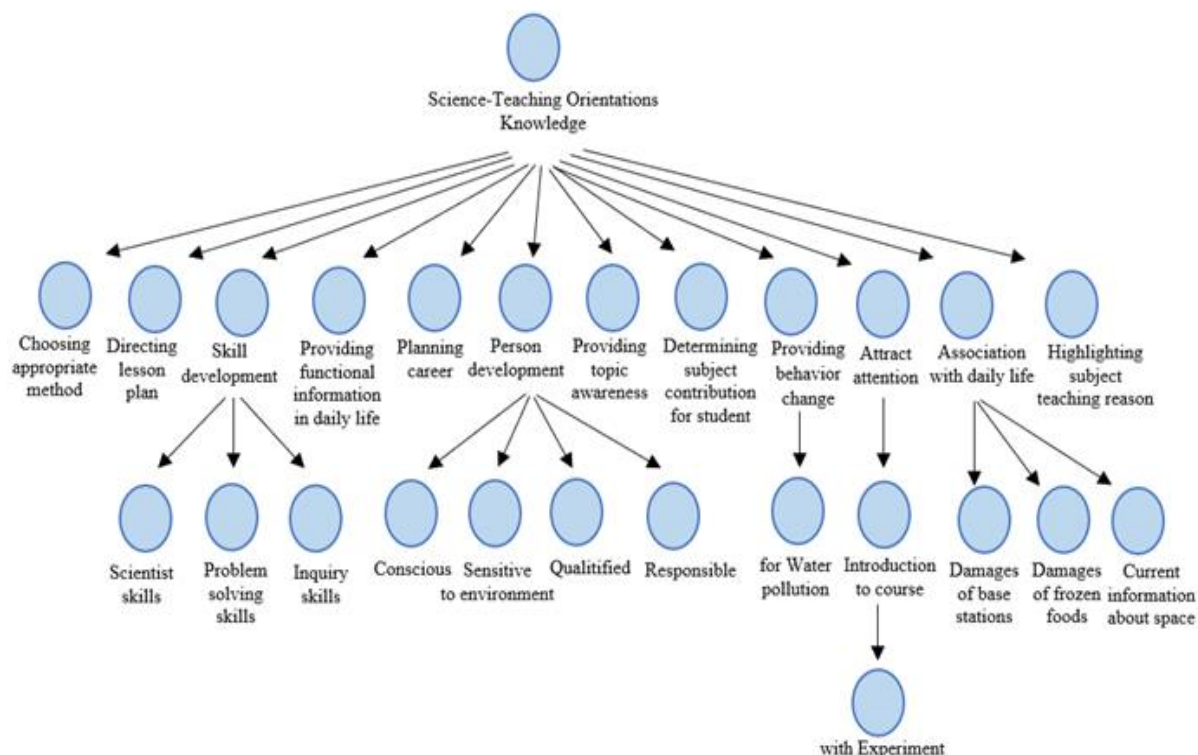 Science-Teaching Orientations
Knowledge
Choosing
appropriate
method
Directing
lesson
plan
Skill
development
Providing
functional
information
in daily life
Planning
career
Person
development
Providing
topic
awareness
Determining
subject
contribution
for student
Providing
behavior
change
Attract
attention
Association
with daily life
Highlighting
subject
teaching reason
Scientist
skills
Problem
solving
skills
Inquiry
skills
Conscious
Sensitive
to environment
Qualitified
Responsible
for Water
pollution
Introduction
to course
Damages
of base
stations
Damages
of frozen
foods
Current
information
about space
with Experiment